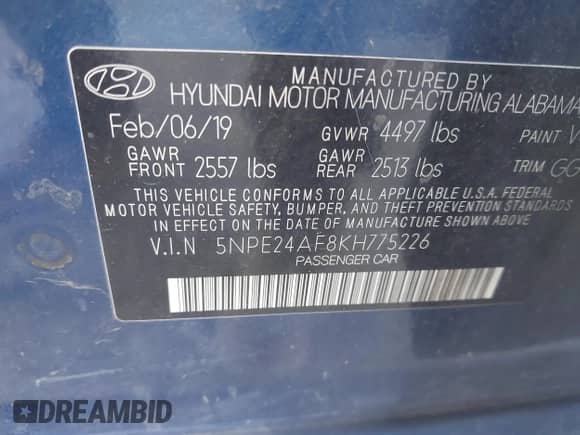 MANUFACTURED BY
HYUNDAI MOTOR MANUFACTURING ALABAMA
Feb/06/19 GVWR 4497 lbs PAINT
GAWR FRONT 2557 lbs GAWR REAR 2513 lbs TRIM GG
THIS VEHICLE CONFORMS TO ALL APPLICABLE U.S.A. FEDERAL
MOTOR VEHICLE SAFETY, BUMPER, AND THEFT PREVENTION STANDARDS
IN EFFECT ON THE DATE OF MANUFACTURE SHOWN ABOVE.
V.I.N 5NPE24AF8KH775226
PASSENGER CAR
DREAMBID